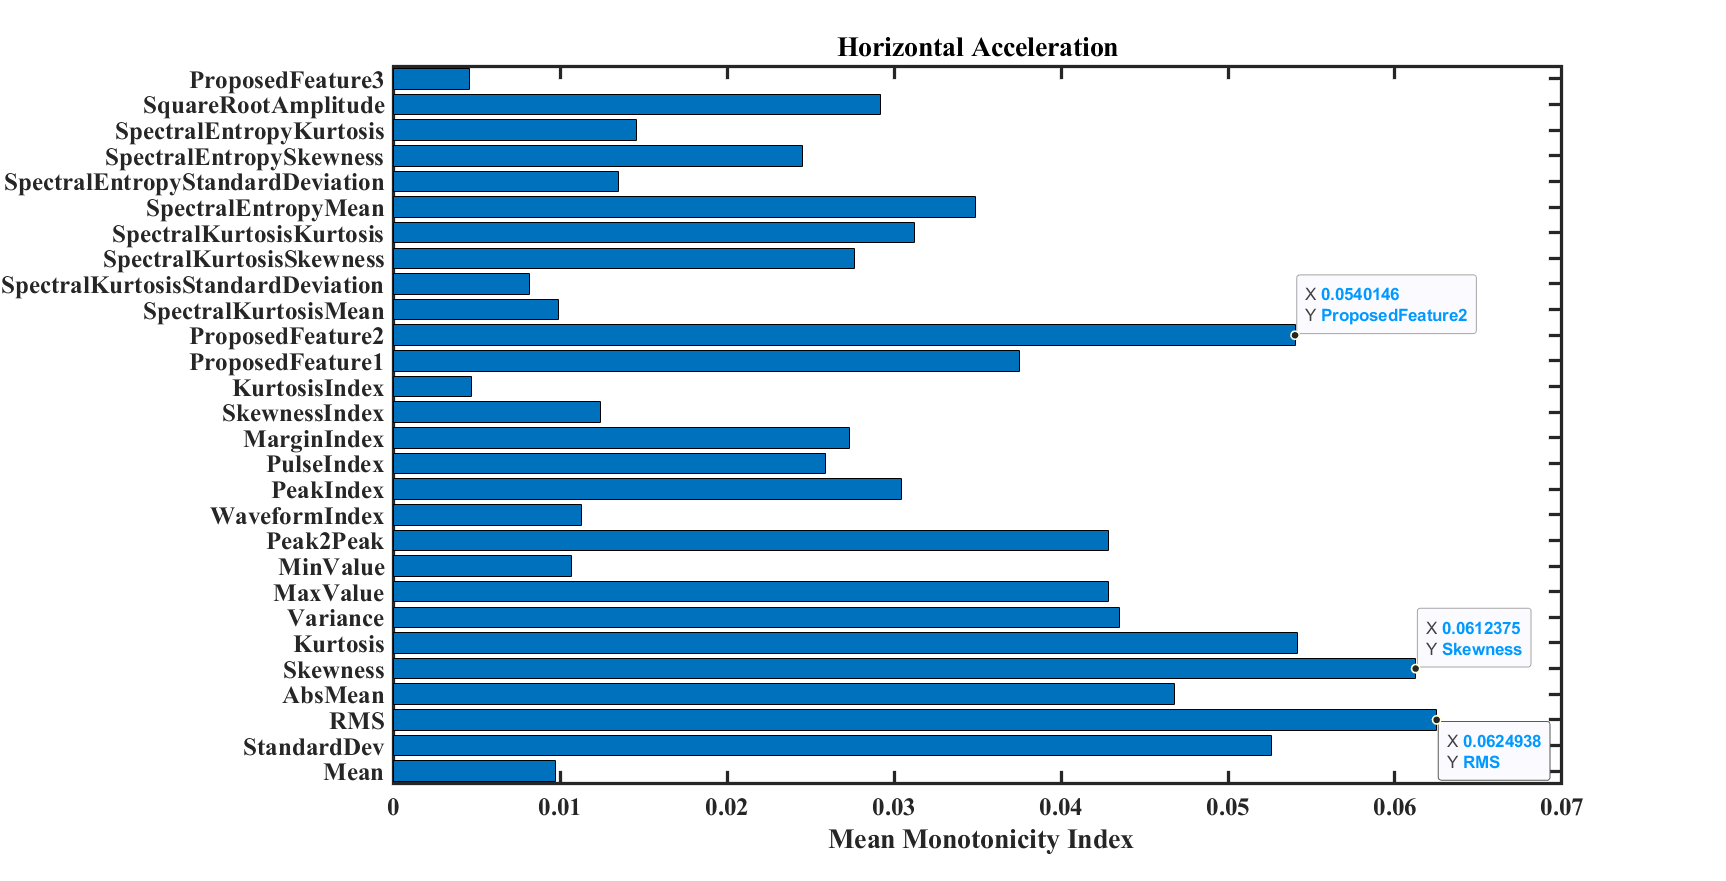 Horizontal Acceleration
ProposedFeature3
SquareRootAmplitude
SpectralEntropyKurtosis
SpectralEntropySkewness
SpectralEntropyStandardDeviation
SpectralEntropyMean
SpectralKurtosisKurtosis
SpectralKurtosisSkewness
SpectralKurtosisStandardDeviation
SpectralKurtosisMean
ProposedFeature2
ProposedFeature1
KurtosisIndex
SkewnessIndex
MarginIndex
PulseIndex
PeakIndex
WaveformIndex
Peak2Peak
MinValue
MaxValue
Variance
Kurtosis
Skewness
AbsMean
RMS
StandardDev
Mean
X 0.0540146
Y ProposedFeature2
X 0.0612375
Y Skewness
X 0.0624938
Y RMS
0 0.01 0.02 0.03 0.04 0.05 0.06 0.07
Mean Monotonicity Index